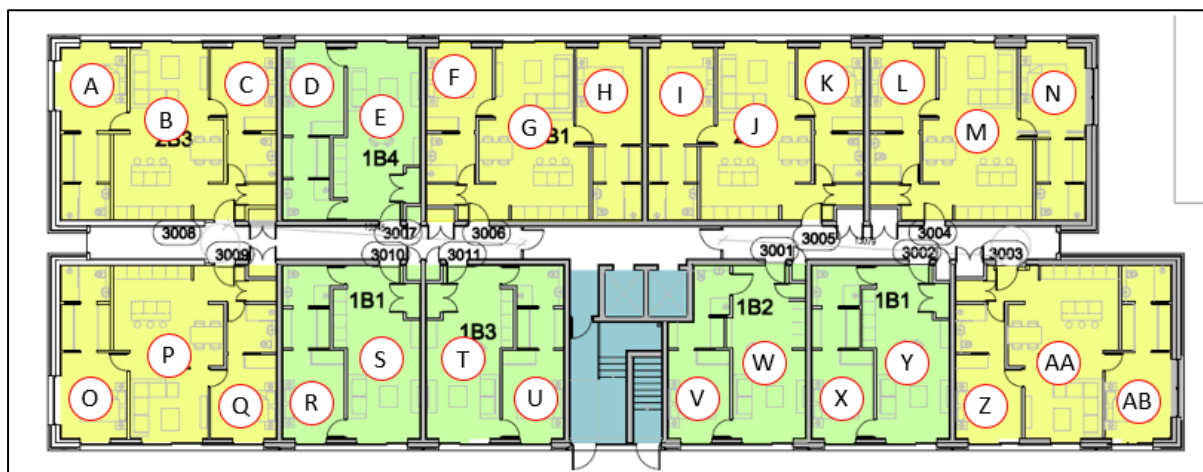 A
B
C
D
E
F
G
H
I
J
K
L
M
N
2B3
1B4
3008
3009
3007
3006
3010
3011
3001
3005
3002
3004
3003
1B1
1B3
1B2
1B1
O
P
Q
R
S
T
U
V
W
X
Y
Z
AA
AB